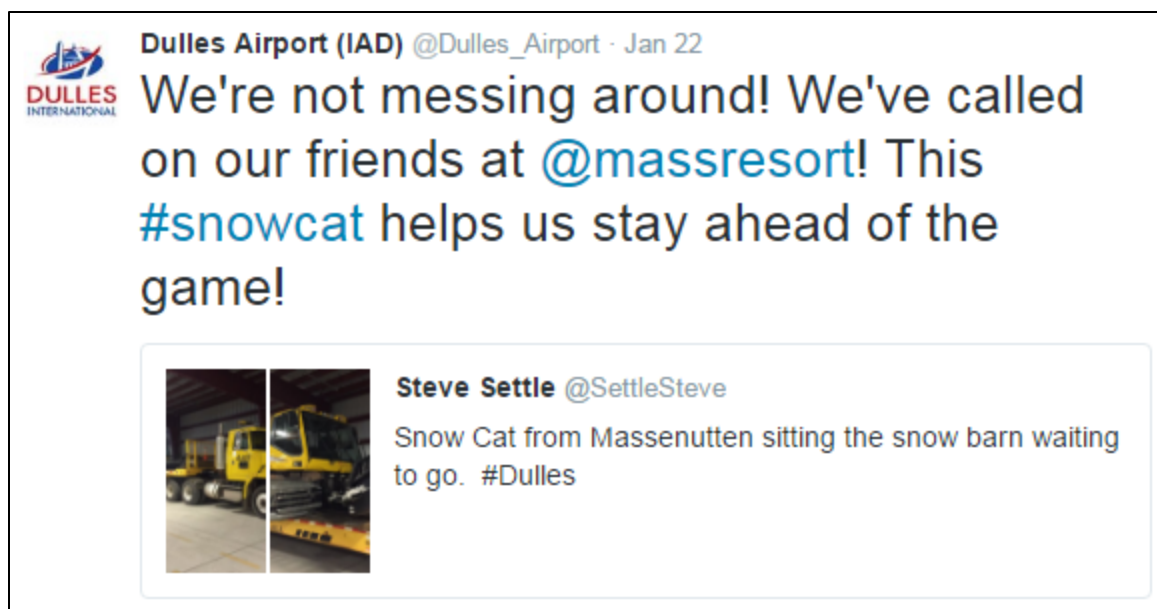 DULLES
INTERNATIONAL
Dulles Airport (IAD) @Dulles_Airport · Jan 22
We're not messing around! We've called
on our friends at @massresort! This
#snowcat helps us stay ahead of the
game!
Steve Settle @SettleSteve
Snow Cat from Massenutten sitting the snow barn waiting
to go. #Dulles